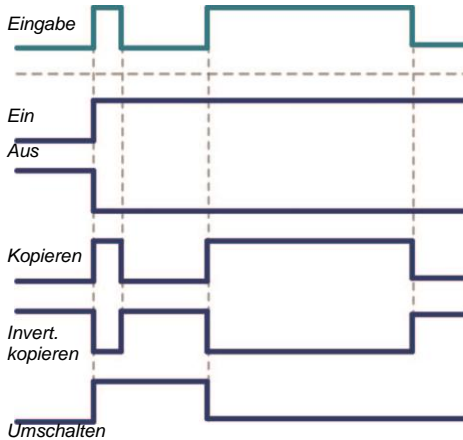 Eingabe
Ein
Aus
Kopieren
Invert.
kopieren
Umschalten